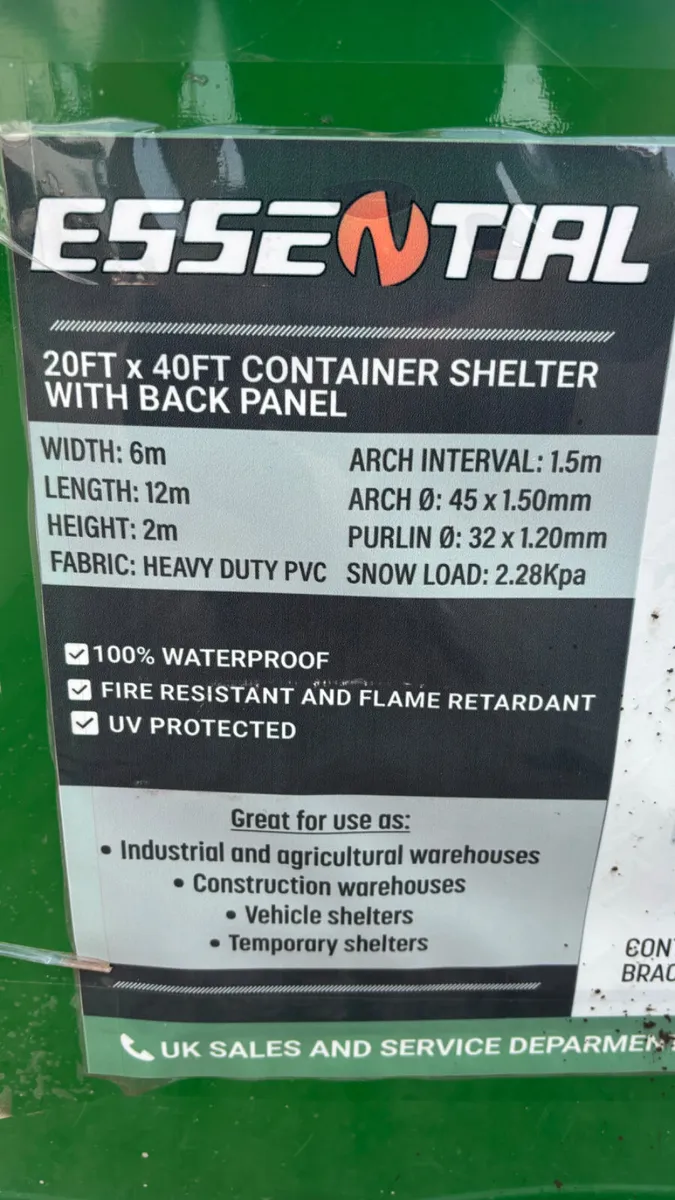 ESSENTIAL
20FT x 40FT CONTAINER SHELTER
WITH BACK PANEL
WIDTH: 6m
LENGTH: 12m
HEIGHT: 2m
FABRIC: HEAVY DUTY PVC
ARCH INTERVAL: 1.5m
ARCH Ø: 45 x 1.50mm
PURLIN Ø: 32 x 1.20mm
SNOW LOAD: 2.28Kpa
100% WATERPROOF
FIRE RESISTANT AND FLAME RETARDANT
UV PROTECTED
Great for use as:
• Industrial and agricultural warehouses
• Construction warehouses
• Vehicle shelters
• Temporary shelters
CON
BRAC
UK SALES AND SERVICE DEPARMEN